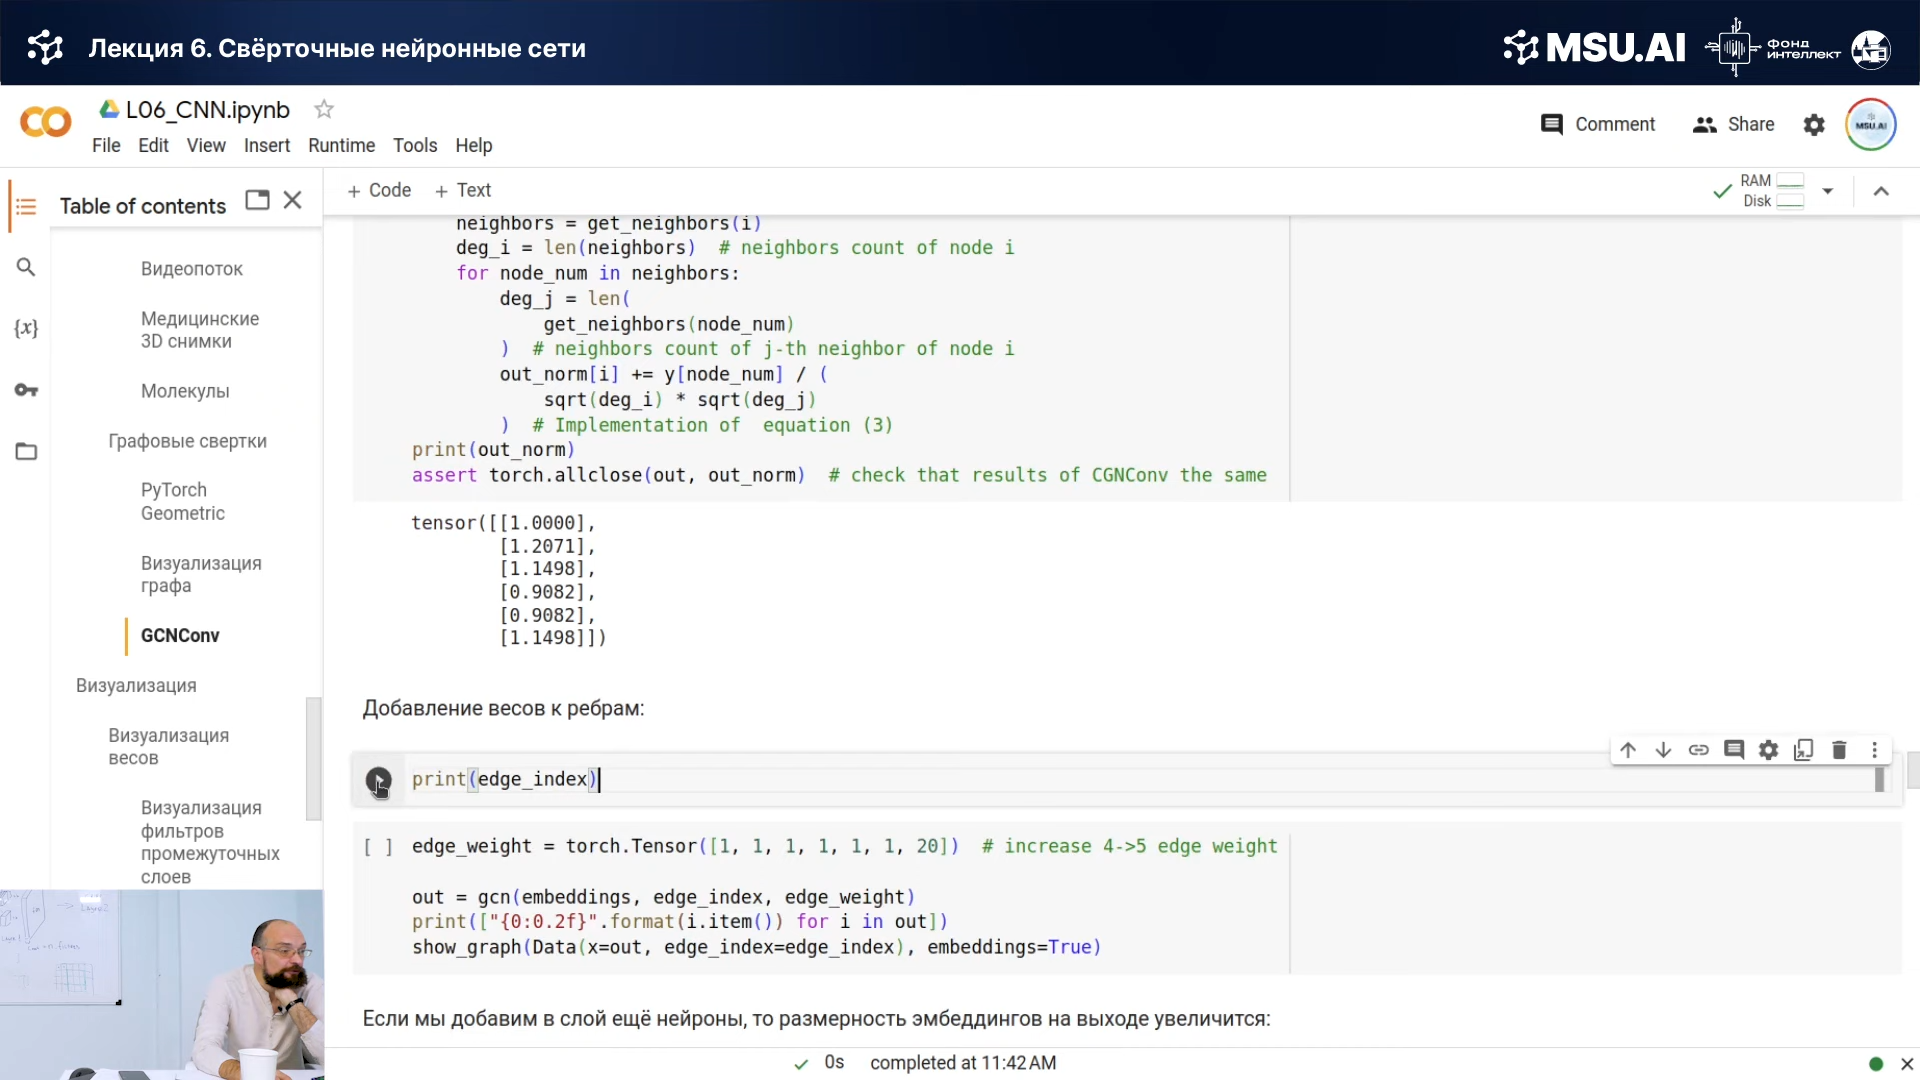 Лекция 6. Свёрточные нейронные сети
MSU.AI
ФОНД
ИНТЕЛЛЕКТ
L06_CNN.ipynb
File Edit View Insert Runtime Tools Help
Comment
Share
MSU.AI
Table of contents
+ Code + Text
RAM
Disk
Видеопоток
Медицинские
3D снимки
Молекулы
Графовые свертки
PyTorch
Geometric
Визуализация
графа
GCNConv
Визуализация
Визуализация
весов
Визуализация
фильтров
промежуточных
слоев
neighbors = get_neighbors(i)
deg_i = len(neighbors)  # neighbors count of node i
for node_num in neighbors:
deg_j = len(
get_neighbors(node_num)
)  # neighbors count of j-th neighbor of node i
out_norm[i] += y[node_num] / (
sqrt(deg_i) * sqrt(deg_j)
)  # Implementation of  equation (3)
print(out_norm)
assert torch.allclose(out, out_norm)  # check that results of CGNConv the same
tensor([[1.0000],
[1.2071],
[1.1498],
[0.9082],
[0.9082],
[1.1498]])
Добавление весов к ребрам:
print(edge_index)
[ ] edge_weight = torch.Tensor([1, 1, 1, 1, 1, 1, 20])  # increase 4->5 edge weight
out = gcn(embeddings, edge_index, edge_weight)
print(["{0:0.2f}".format(i.item()) for i in out])
show_graph(Data(x=out, edge_index=edge_index), embeddings=True)
Если мы добавим в слой ещё нейроны, то размерность эмбеддингов на выходе увеличится:
0s completed at 11:42 AM